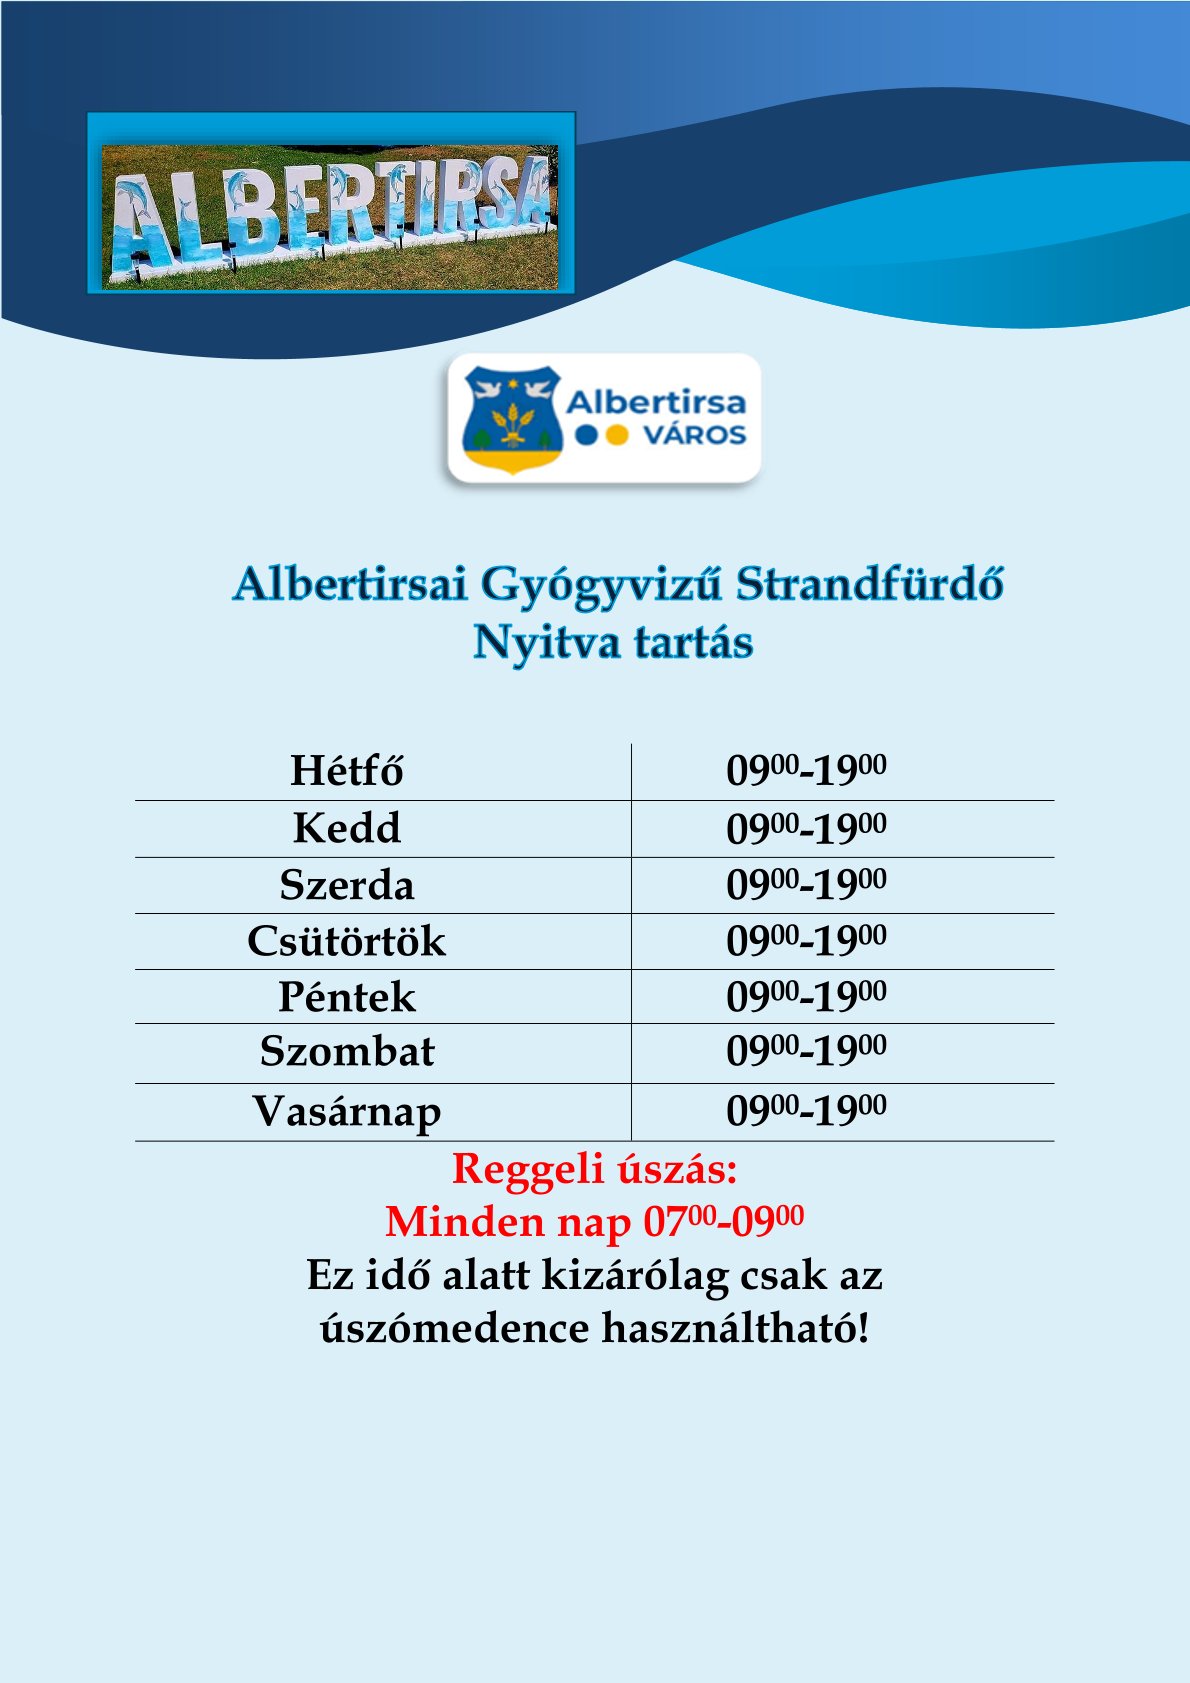 ALBERTIRSA
Albertirsa
VÁROS
Albertirsai Gyógyvizű Strandfürdő
Nyitva tartás
Hétfő 09⁰⁰-19⁰⁰
Kedd 09⁰⁰-19⁰⁰
Szerda 09⁰⁰-19⁰⁰
Csütörtök 09⁰⁰-19⁰⁰
Péntek 09⁰⁰-19⁰⁰
Szombat 09⁰⁰-19⁰⁰
Vasárnap 09⁰⁰-19⁰⁰
Reggeli úszás:
Minden nap 07⁰⁰-09⁰⁰
Ez idő alatt kizárólag csak az
úszómedence használtható!